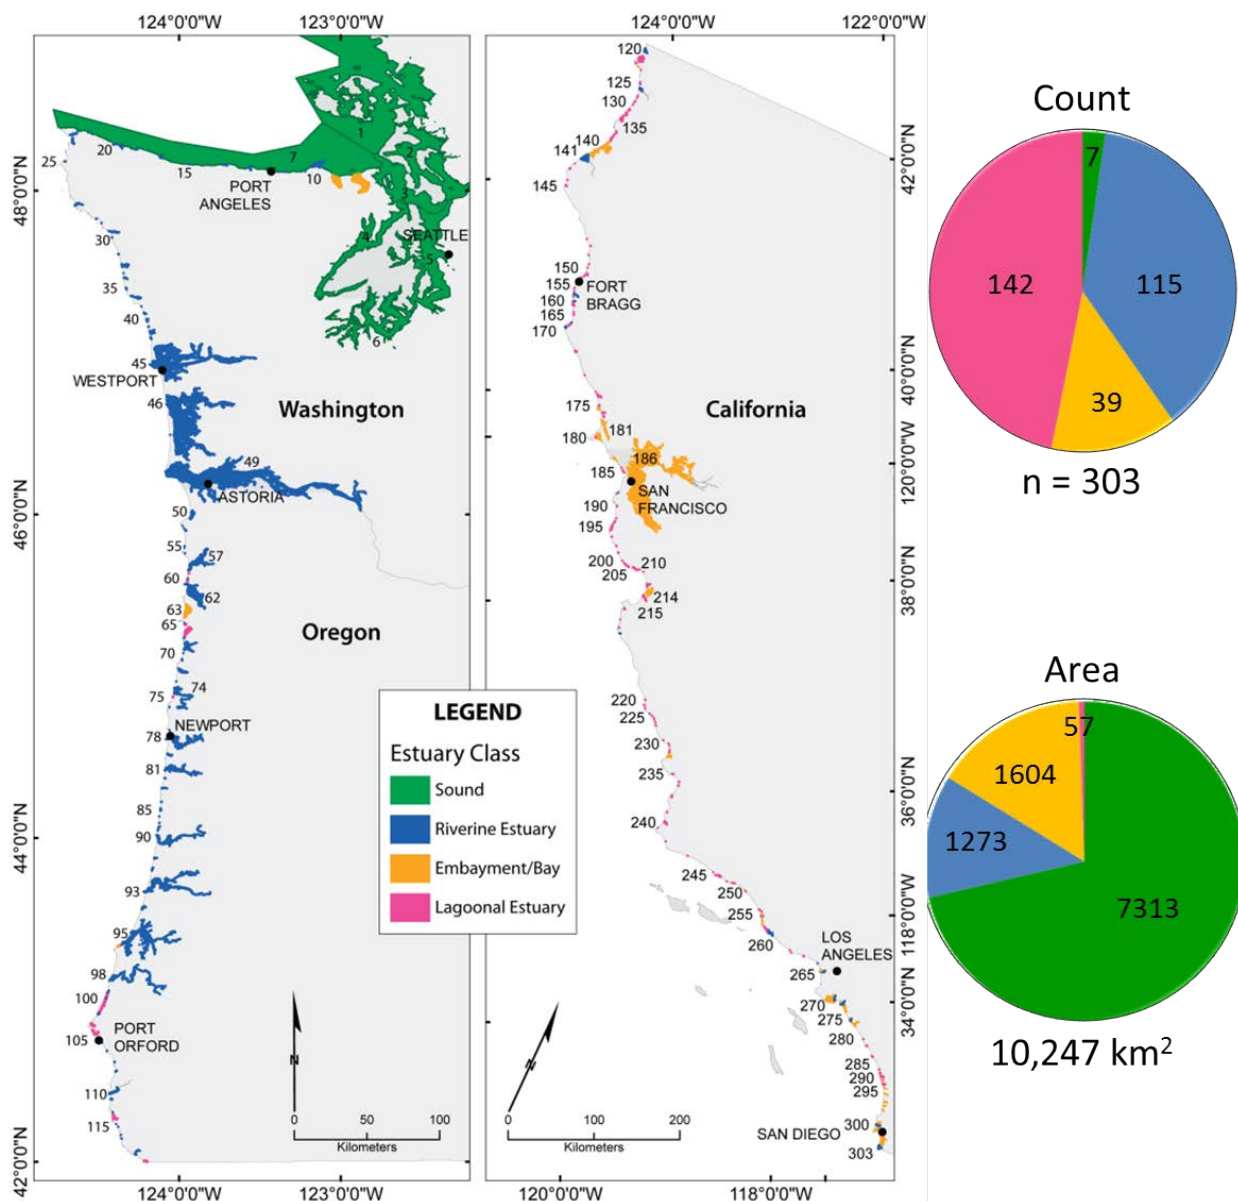 124°0'0"W 123°0'0"W
124°0'0"W 122°0'0"W
48°0'0"N
46°0'0"N
44°0'0"N
42°0'0"N
1
2
3
4
5
6
7
10
15
20
25
PORT
ANGELES
SEATTLE
30
35
40
45
WESTPORT
46
Washington
49
ASTORIA
50
55
57
60
62
63
65
Oregon
70
74
75
NEWPORT
78
81
85
90
93
95
98
100
105
PORT
ORFORD
110
115
N
0 50 100
Kilometers
124°0'0"W 123°0'0"W
LEGEND
Estuary Class
Sound
Riverine Estuary
Embayment/Bay
Lagoonal Estuary
120
125
130
135
140
141
145
150
155
FORT
BRAGG
160
165
170
175
California
180
181
186
185
SAN
FRANCISCO
190
195
200
210
205
214
215
220
225
230
235
240
245
250
255
260
LOS
ANGELES
265
270
275
280
285
290
295
300
SAN DIEGO
303
N
0 100 200
Kilometers
120°0'0"W 118°0'0"W
42°0'0"N
40°0'0"N
120°0'0"W
38°0'0"N
36°0'0"N
118°0'0"W
34°0'0"N
Count
7
142
115
39
n = 303
Area
57
1604
1273
7313
10,247 km²